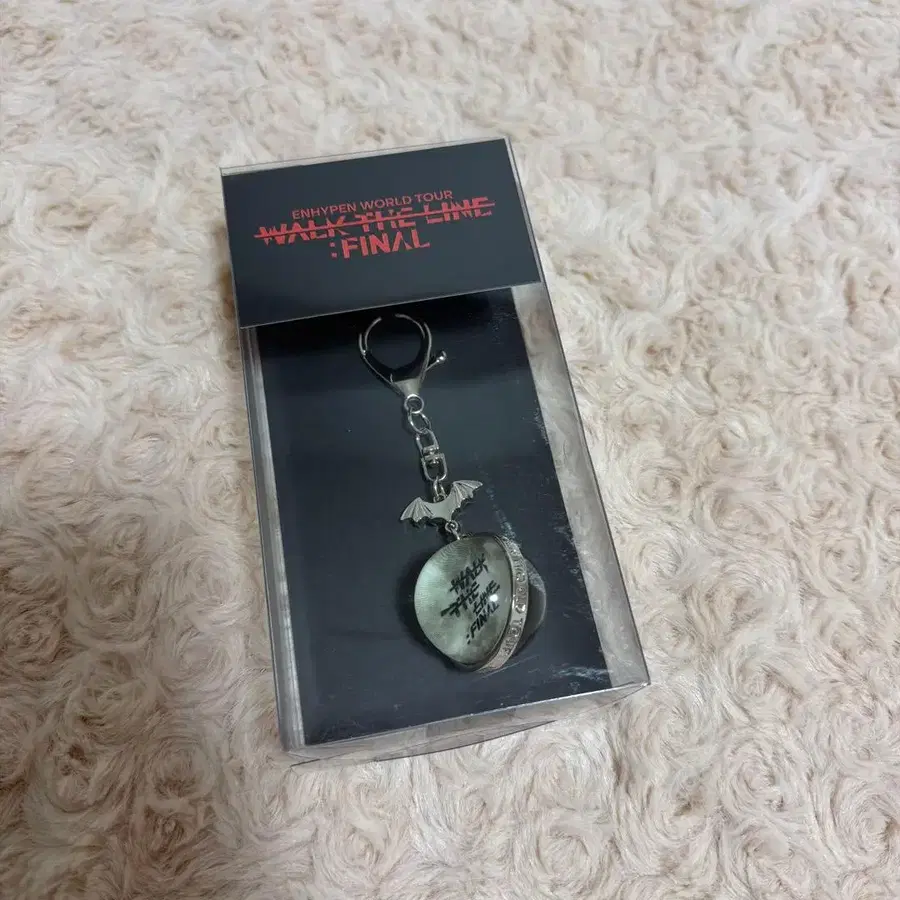 ENHYPEN WORLD TOUR
WALK THE LINE
:FINAL
WALK
THE
LINE
:FINAL